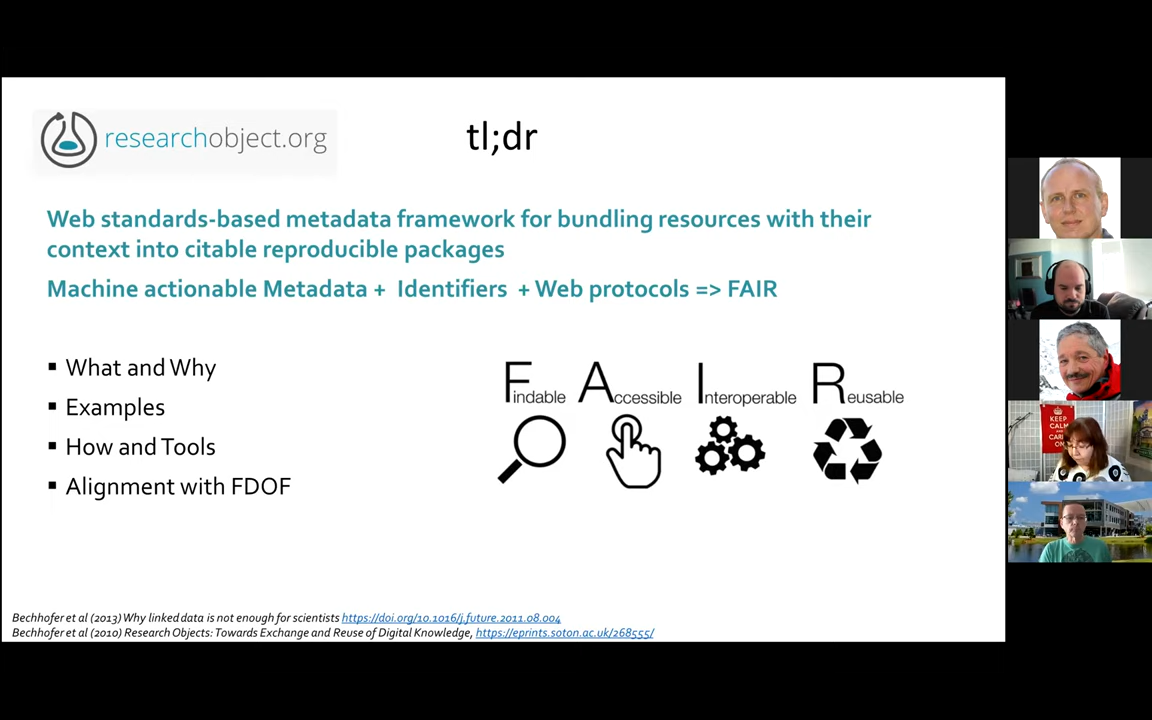 researchobject.org
tl;dr
Web standards-based metadata framework for bundling resources with their
context into citable reproducible packages
Machine actionable Metadata + Identifiers + Web protocols => FAIR
▪ What and Why
▪ Examples
▪ How and Tools
▪ Alignment with FDOF
Findable Accessible Interoperable Reusable
Bechhofer et al (2013) Why linked data is not enough for scientists https://doi.org/10.1016/j.future.2011.08.004
Bechhofer et al (2010) Research Objects: Towards Exchange and Reuse of Digital Knowledge, https://eprints.soton.ac.uk/268555/
KEEP
CALM
AND